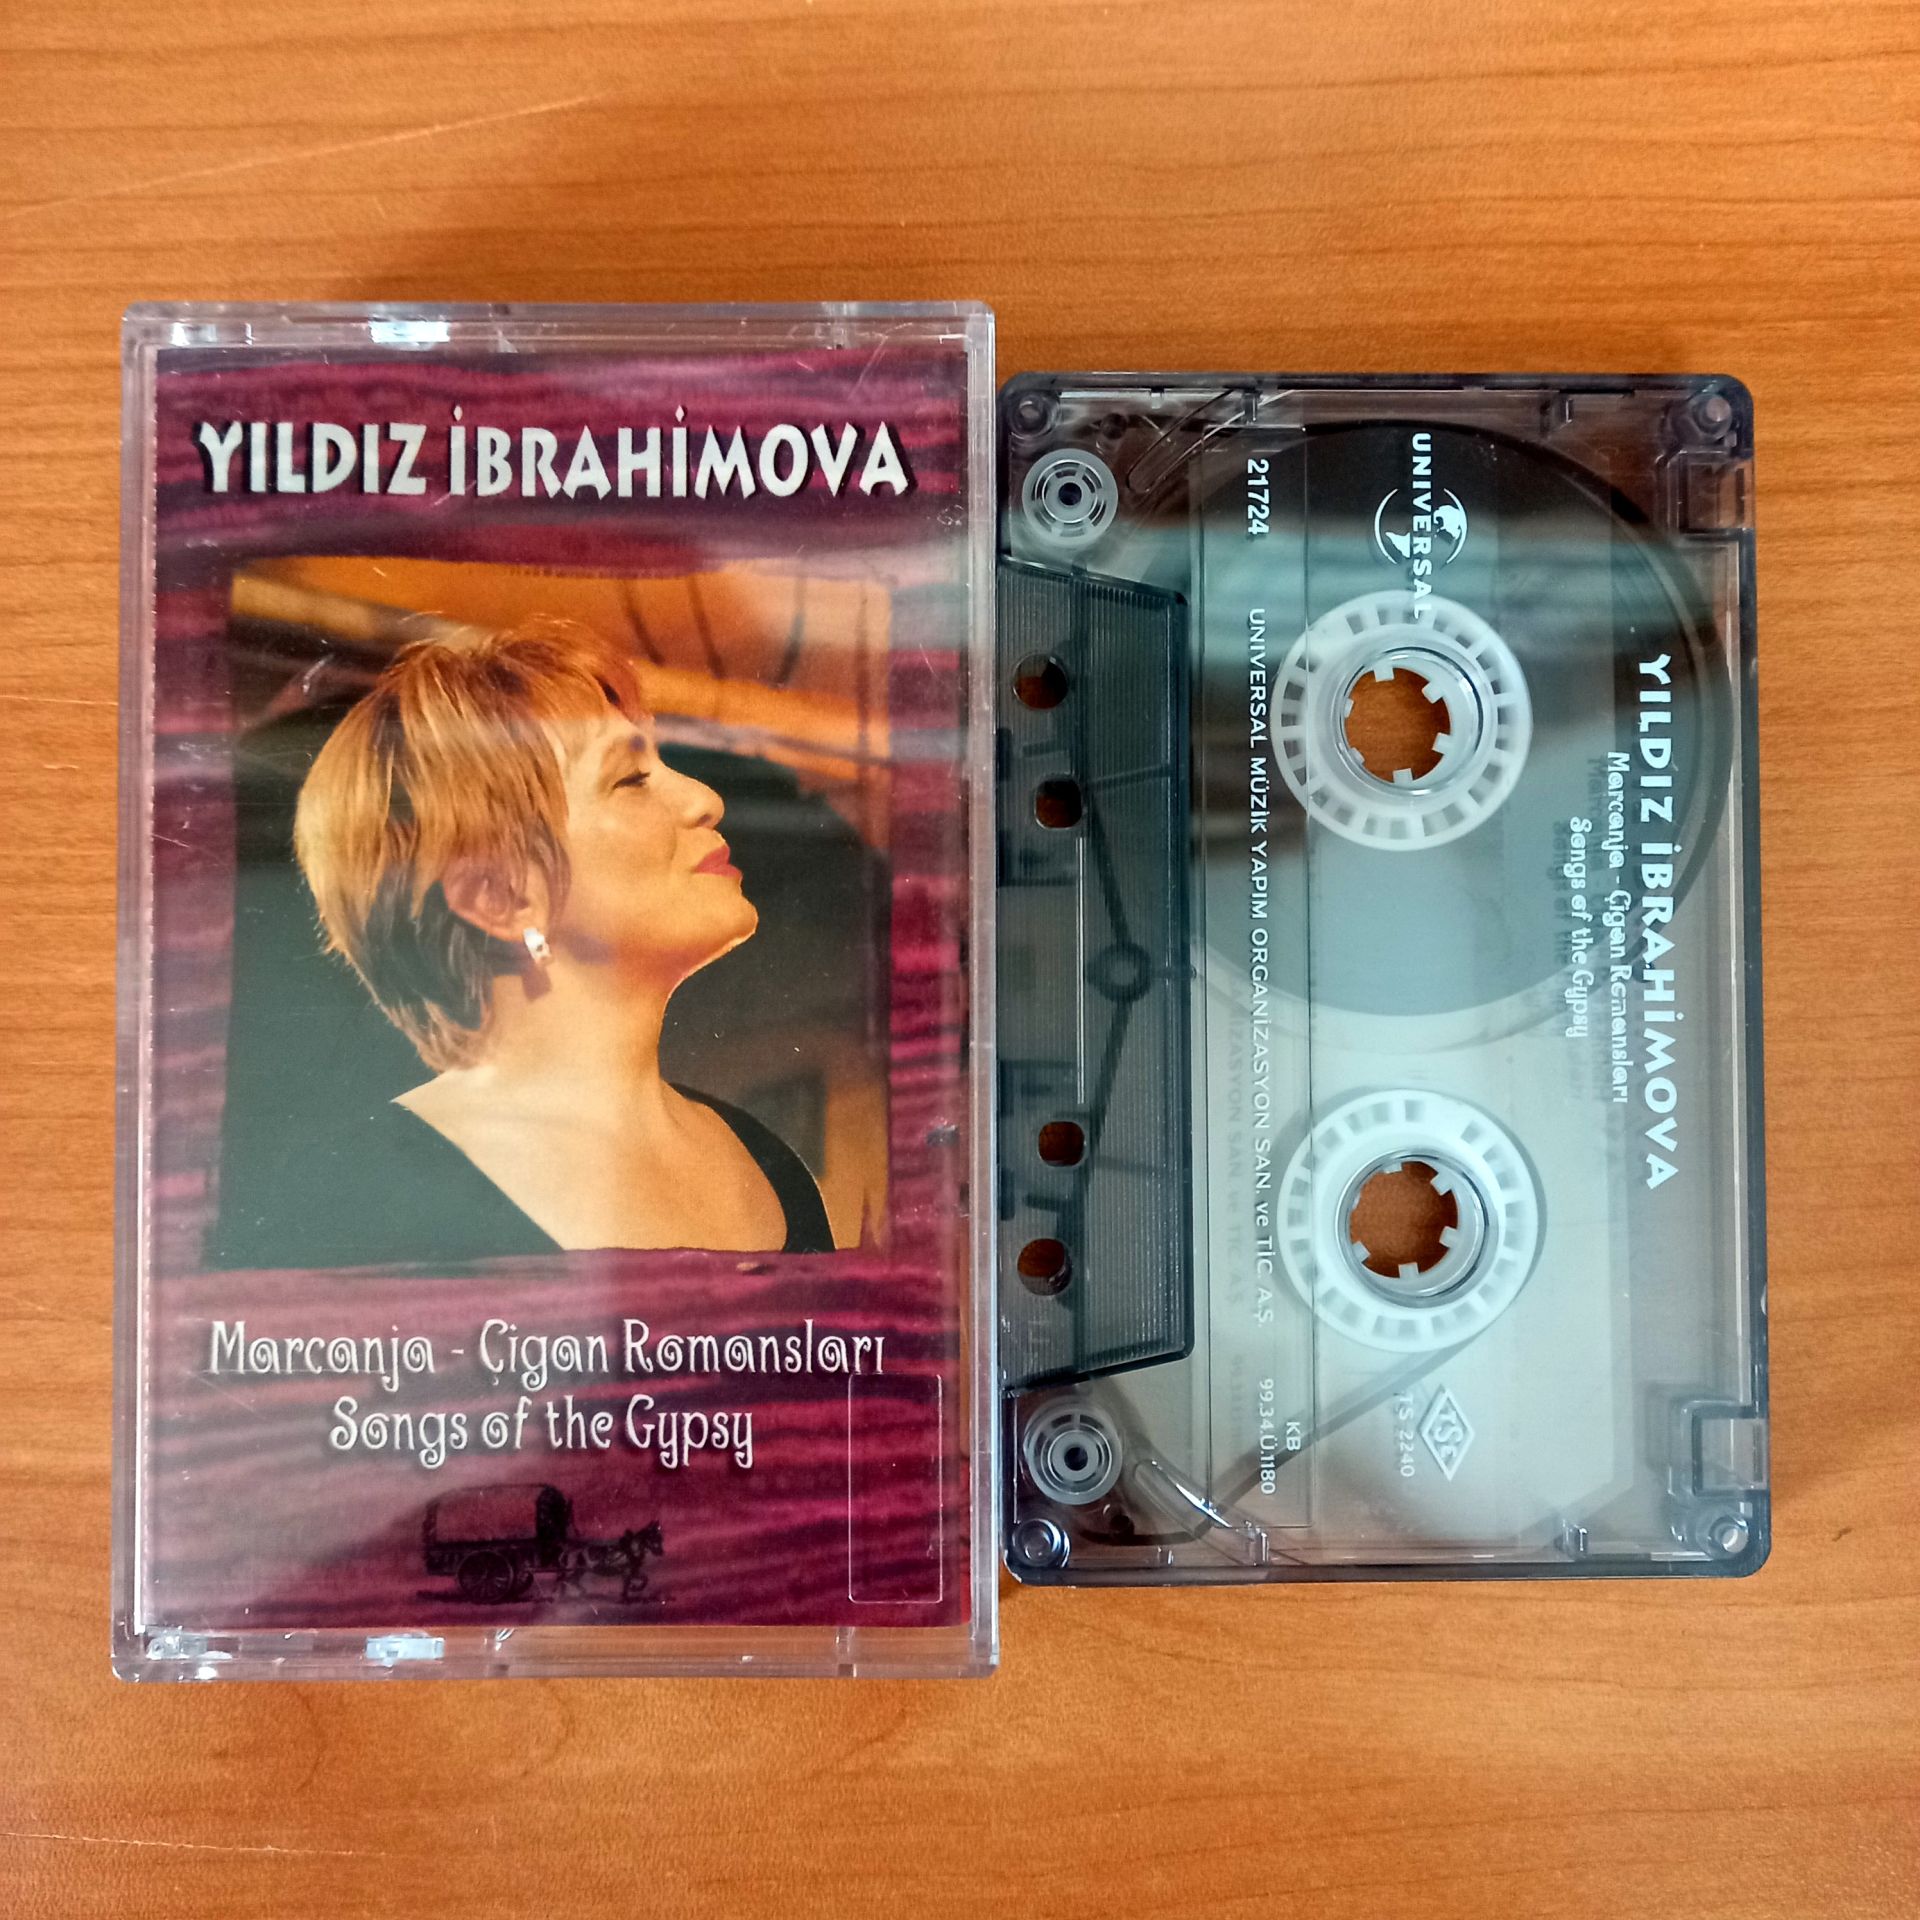 YILDIZ İBRAHİMOVA
Marcanja - Çigan Romansları
Songs of the Gypsy
YILDIZ İBRAHİMOVA
Marcanja - Çigan Romansları
Songs of the Gypsy
UNIVERSAL
TSE
TS 2240
21724 UNIVERSAL MÜZİK YAPIM ORGANİZASYON SAN. ve TİC. A.Ş.
KB
99.34.Ü.1180